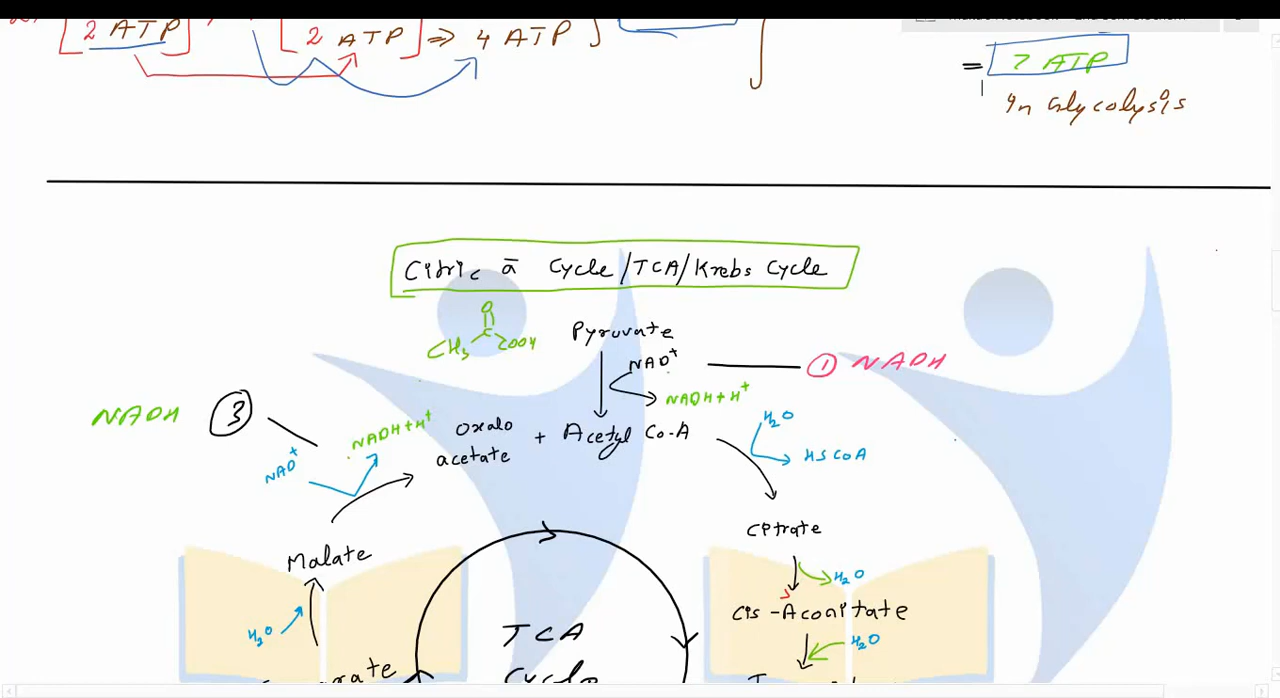 [2 ATP] [2 ATP] ⇒ 4 ATP]
= 7 ATP
In Glycolysis
Citric ā Cycle/TCA/Krebs Cycle
O
CH3 C COOH
Pyruvate
NAD+
① NADH
NADH+H+
NADH ③
NADH+H+
NAD+
Oxalo
acetate + Acetyl Co-A
H2O
HSCoA
Citrate
H2O
Malate
Cis-Aconitate
H2O
H2O
TCA
Cycle